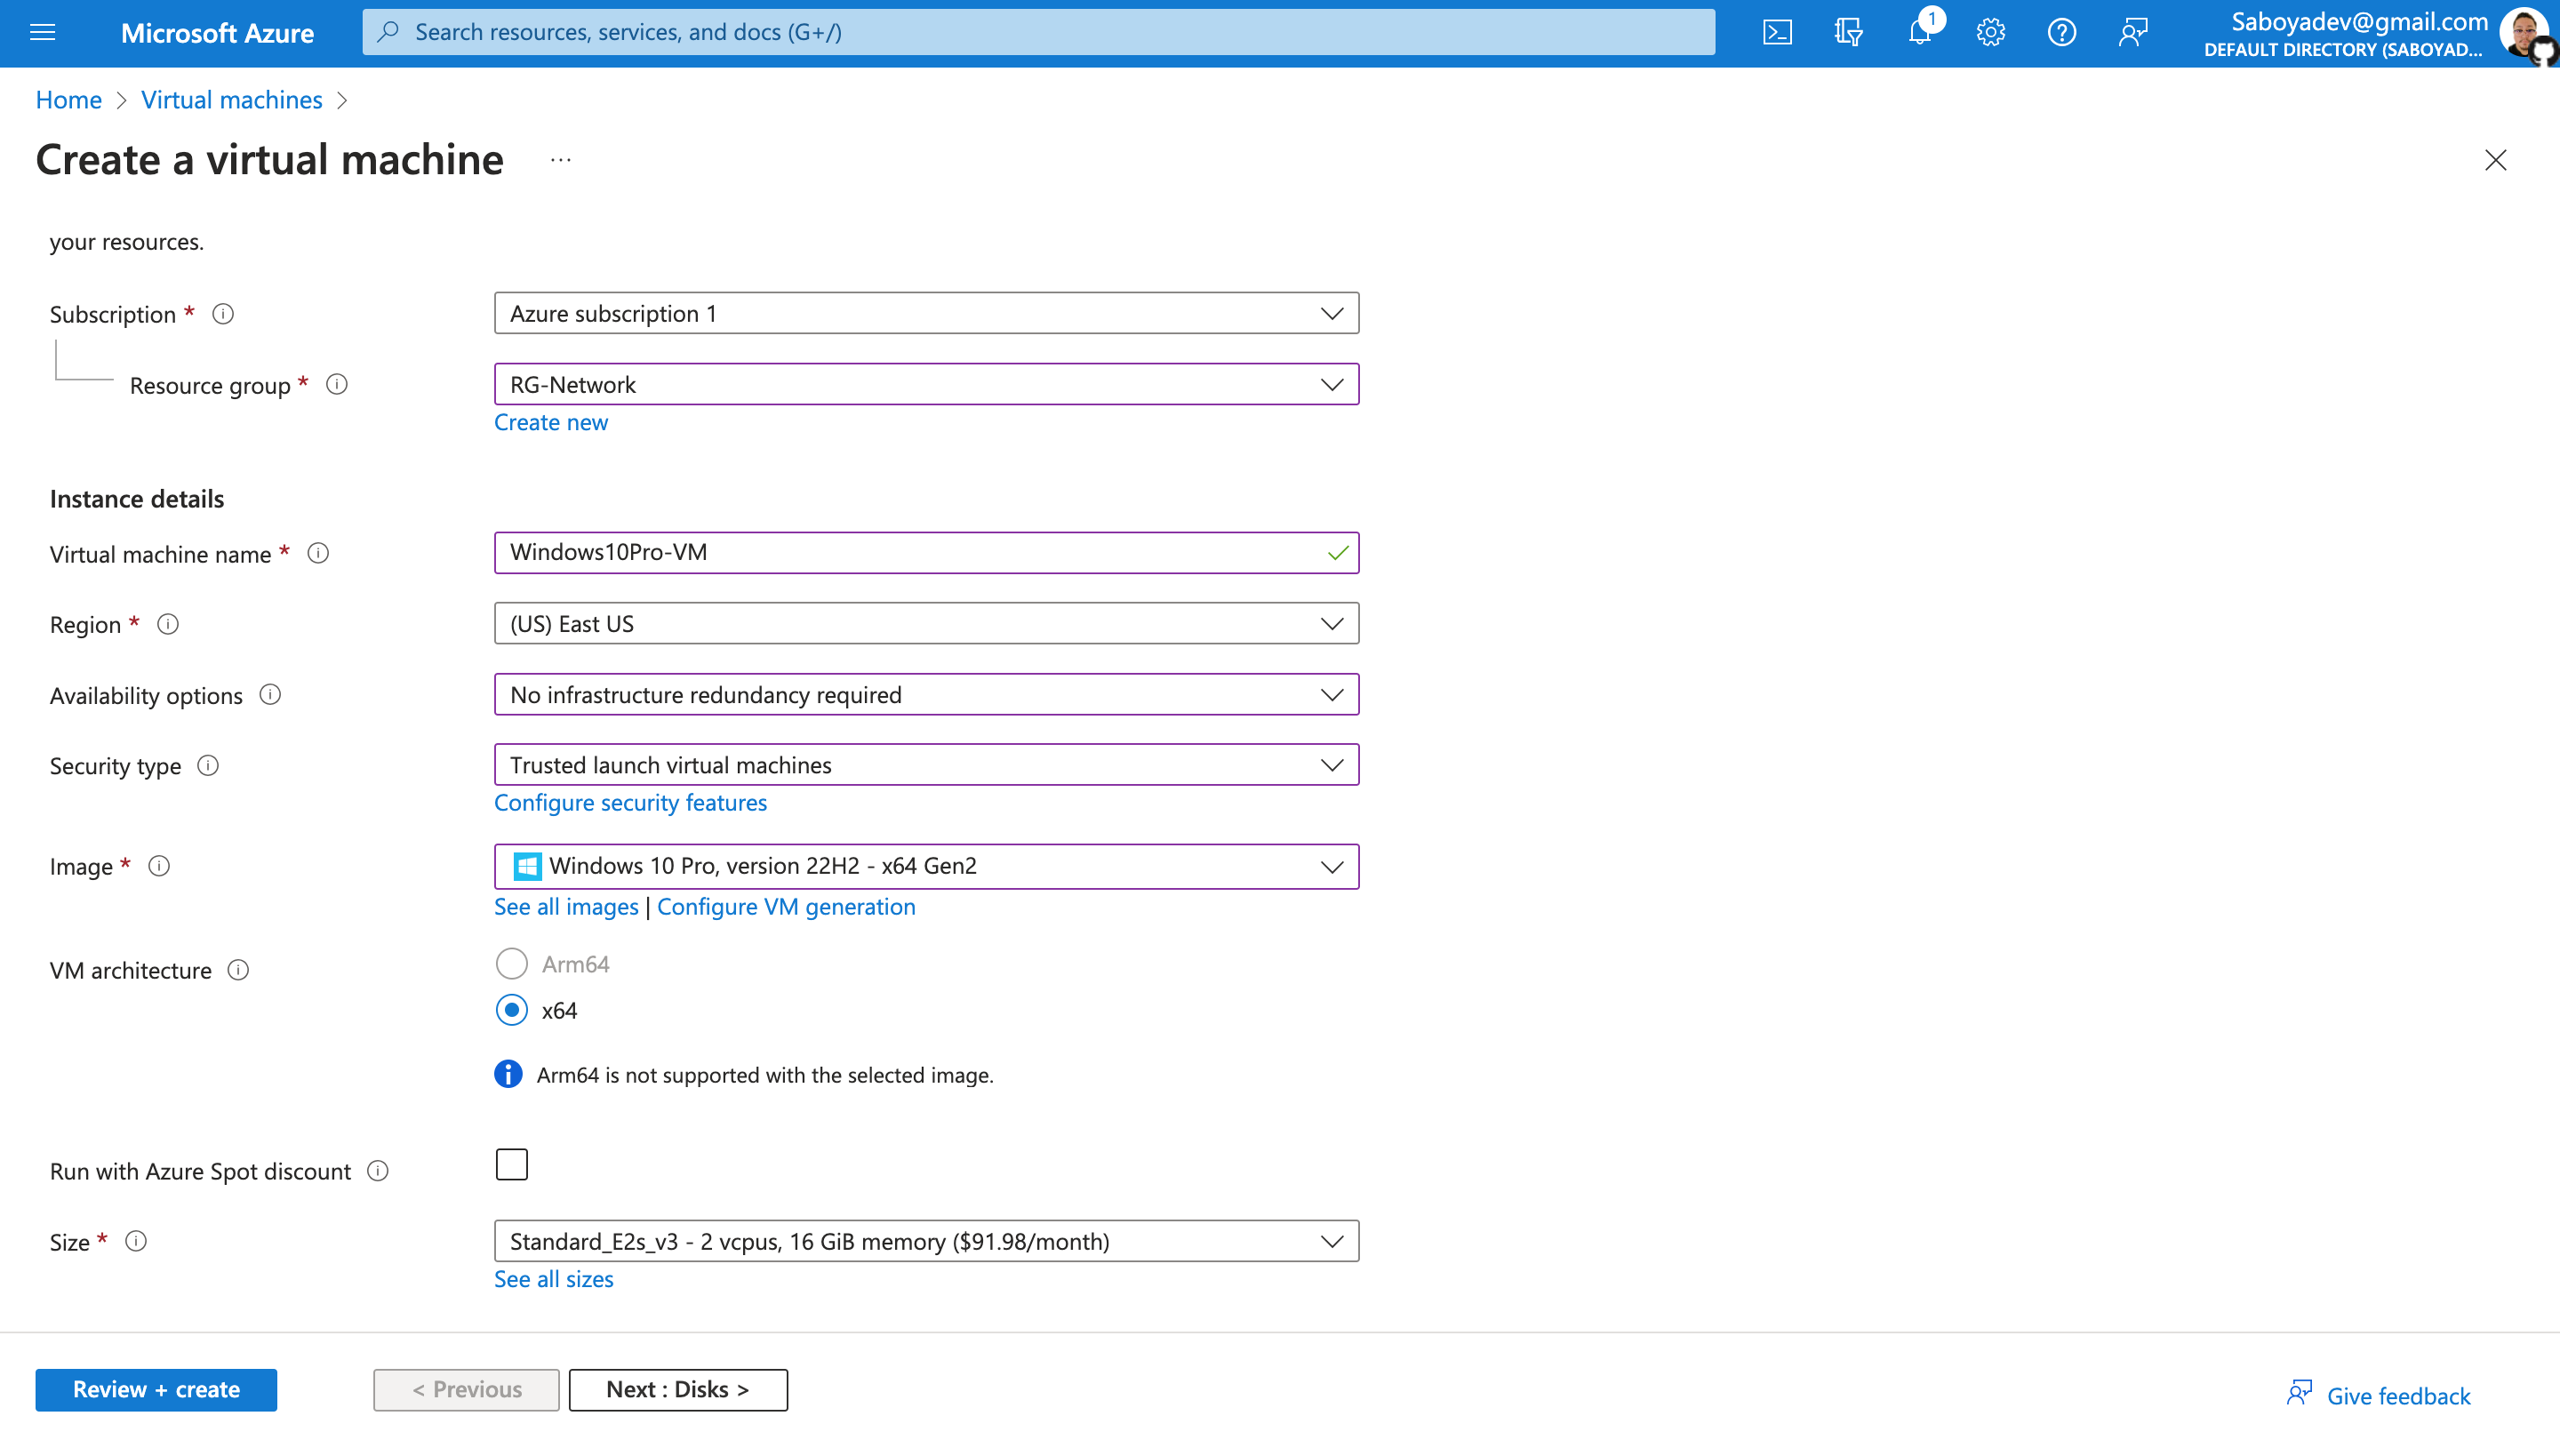 Microsoft Azure
Search resources, services, and docs (G+/)
1
Saboyadev@gmail.com
DEFAULT DIRECTORY (SABOYAD...
Home > Virtual machines >
Create a virtual machine ...
your resources.
Subscription * Azure subscription 1
Resource group * RG-Network
Create new
Instance details
Virtual machine name * Windows10Pro-VM
Region * (US) East US
Availability options No infrastructure redundancy required
Security type Trusted launch virtual machines
Configure security features
Image * Windows 10 Pro, version 22H2 - x64 Gen2
See all images | Configure VM generation
VM architecture Arm64
x64
Arm64 is not supported with the selected image.
Run with Azure Spot discount
Size * Standard_E2s_v3 - 2 vcpus, 16 GiB memory ($91.98/month)
See all sizes
Review + create < Previous Next : Disks > Give feedback